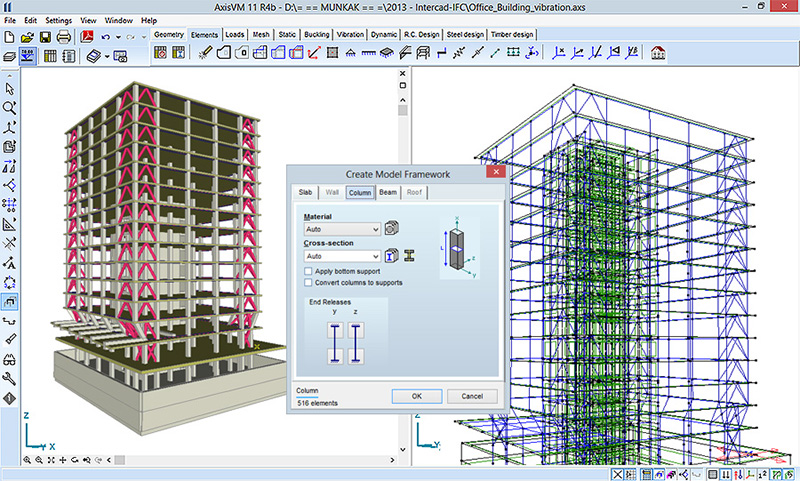 AxisVM 11 R4b - D:\= == MUNKAK == =\2013 - Intercad-IFC\Office_Building_vibration.axs
File Edit Settings View Window Help
Geometry Elements Loads Mesh Static Buckling Vibration Dynamic R.C. Design Steel design Timber design
Create Model Framework
Slab Wall Column Beam Roof
Material
Auto
Cross-section
Auto
Apply bottom support
Convert columns to supports
End Releases
y z
x
L
z
y
Column
516 elements
OK Cancel
Z
X
Z
Y